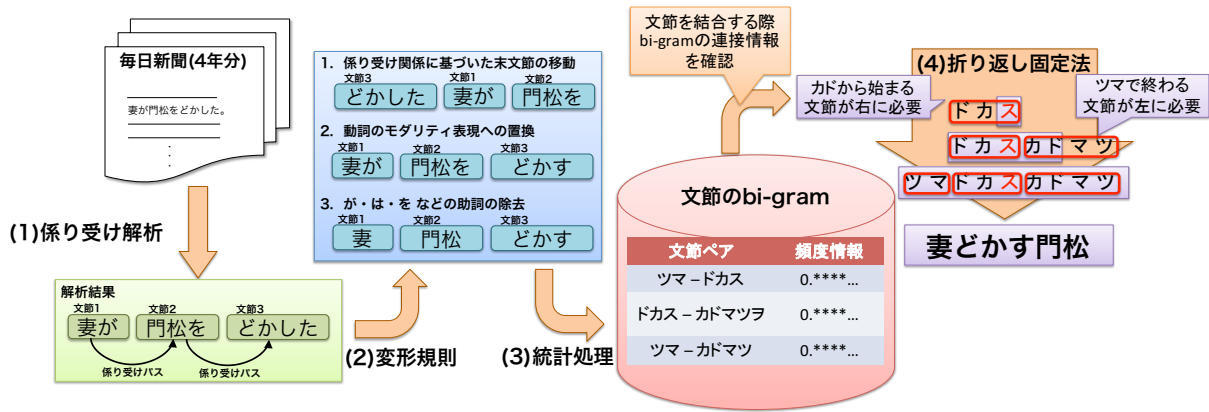 毎日新聞(4年分)
妻が門松をどかした。
(1)係り受け解析
解析結果
文節1 文節2 文節3
妻が 門松を どかした
係り受けパス 係り受けパス
(2)変形規則
1. 係り受け関係に基づいた末文節の移動
文節3 文節1 文節2
どかした 妻が 門松を
2. 動詞のモダリティ表現への置換
文節1 文節2 文節3
妻が 門松を どかす
3. が・は・を などの助詞の除去
文節1 文節2 文節3
妻 門松 どかす
(3)統計処理
文節のbi-gram
文節ペア 頻度情報
ツマ – ドカス 0.****...
ドカス – カドマツヲ 0.****...
ツマ – カドマツ 0.****...
文節を結合する際
bi-gramの連接情報
を確認
(4)折り返し固定法
カドから始まる
文節が右に必要
ツマで終わる
文節が左に必要
ドカス
ドカス カドマツ
ツマ ドカス カドマツ
妻どかす門松